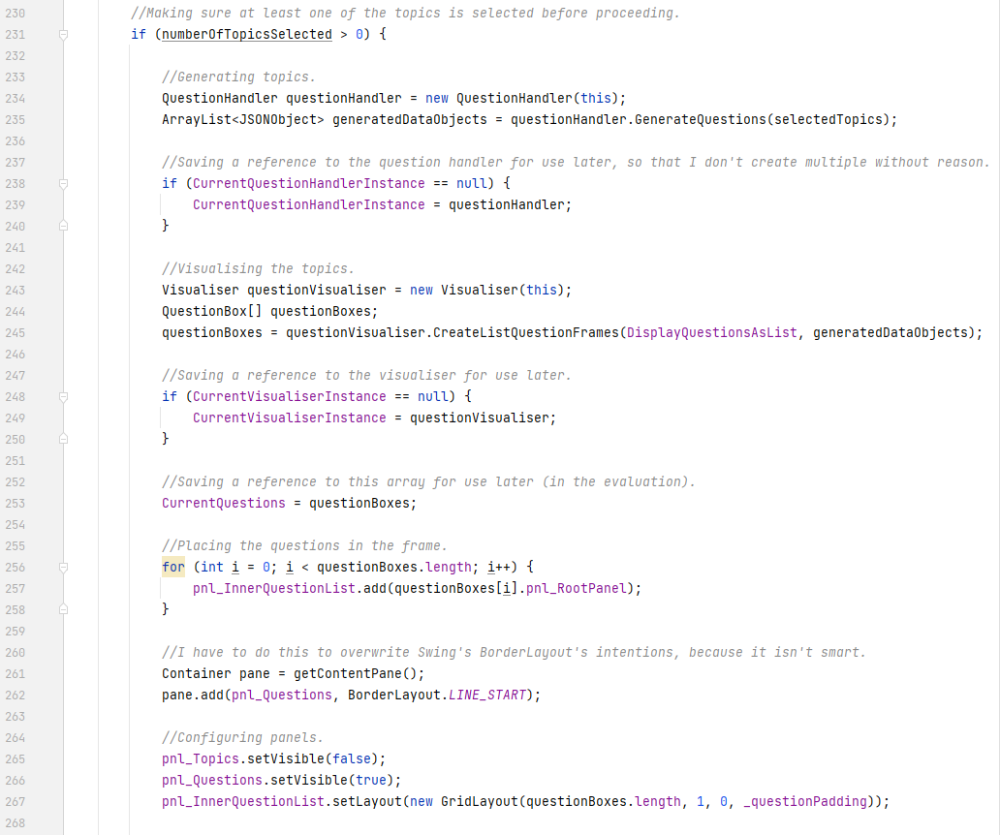 230 //Making sure at least one of the topics is selected before proceeding.
231 if (numberOfTopicsSelected > 0) {
232
233 //Generating topics.
234 QuestionHandler questionHandler = new QuestionHandler(this);
235 ArrayList<JSONObject> generatedDataObjects = questionHandler.GenerateQuestions(selectedTopics);
236
237 //Saving a reference to the question handler for use later, so that I don't create multiple without reason.
238 if (CurrentQuestionHandlerInstance == null) {
239 CurrentQuestionHandlerInstance = questionHandler;
240 }
241
242 //Visualising the topics.
243 Visualiser questionVisualiser = new Visualiser(this);
244 QuestionBox[] questionBoxes;
245 questionBoxes = questionVisualiser.CreateListQuestionFrames(DisplayQuestionsAsList, generatedDataObjects);
246
247 //Saving a reference to the visualiser for use later.
248 if (CurrentVisualiserInstance == null) {
249 CurrentVisualiserInstance = questionVisualiser;
250 }
251
252 //Saving a reference to this array for use later (in the evaluation).
253 CurrentQuestions = questionBoxes;
254
255 //Placing the questions in the frame.
256 for (int i = 0; i < questionBoxes.length; i++) {
257 pnl_InnerQuestionList.add(questionBoxes[i].pnl_RootPanel);
258 }
259
260 //I have to do this to overwrite Swing's BorderLayout's intentions, because it isn't smart.
261 Container pane = getContentPane();
262 pane.add(pnl_Questions, BorderLayout.LINE_START);
263
264 //Configuring panels.
265 pnl_Topics.setVisible(false);
266 pnl_Questions.setVisible(true);
267 pnl_InnerQuestionList.setLayout(new GridLayout(questionBoxes.length, 1, 0, _questionPadding));
268